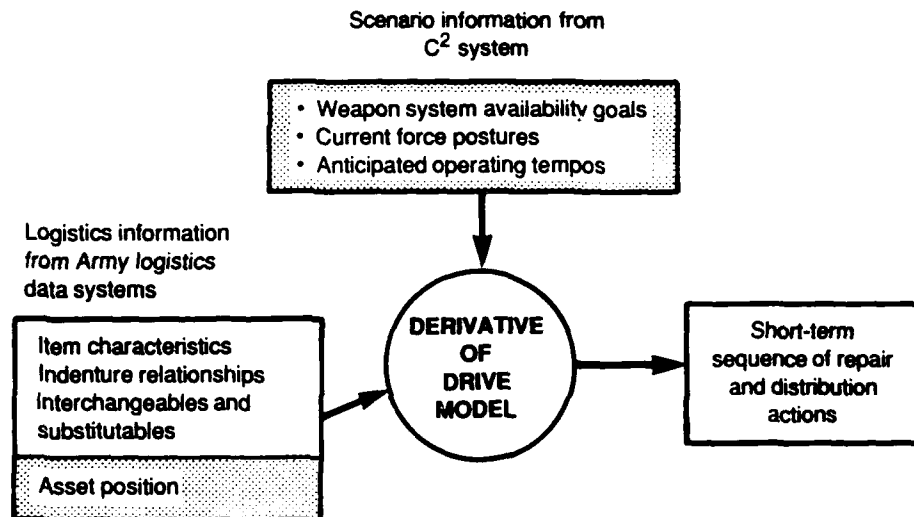 Scenario information from
C² system
• Weapon system availability goals
• Current force postures
• Anticipated operating tempos
Logistics information
from Army logistics
data systems
Item characteristics
Indenture relationships
Interchangeables and
substitutables
Asset position
DERIVATIVE
OF
DRIVE
MODEL
Short-term
sequence of repair
and distribution
actions